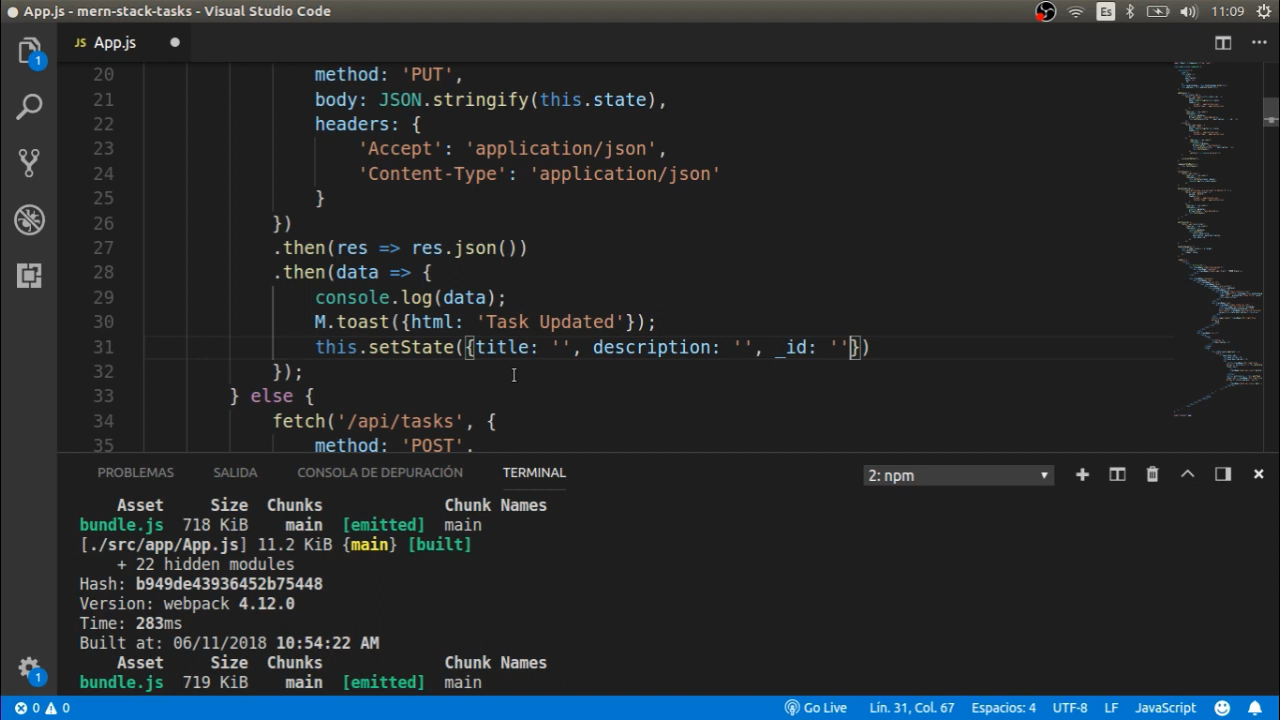 App.js - mern-stack-tasks - Visual Studio Code
Es
11:09
1
JS App.js
20 method: 'PUT',
21 body: JSON.stringify(this.state),
22 headers: {
23 'Accept': 'application/json',
24 'Content-Type': 'application/json'
25 }
26 })
27 .then(res => res.json())
28 .then(data => {
29 console.log(data);
30 M.toast({html: 'Task Updated'});
31 this.setState({title: '', description: '', _id: ''})
32 });
33 } else {
34 fetch('/api/tasks', {
35 method: 'POST',
PROBLEMAS SALIDA CONSOLA DE DEPURACIÓN TERMINAL 2: npm
Asset Size Chunks Chunk Names
bundle.js 718 KiB main [emitted] main
[./src/app/App.js] 11.2 KiB {main} [built]
+ 22 hidden modules
Hash: b949de43936452b75448
Version: webpack 4.12.0
Time: 283ms
Built at: 06/11/2018 10:54:22 AM
Asset Size Chunks Chunk Names
bundle.js 719 KiB main [emitted] main
1
0 0 Go Live Lín. 31, Col. 67 Espacios: 4 UTF-8 LF JavaScript